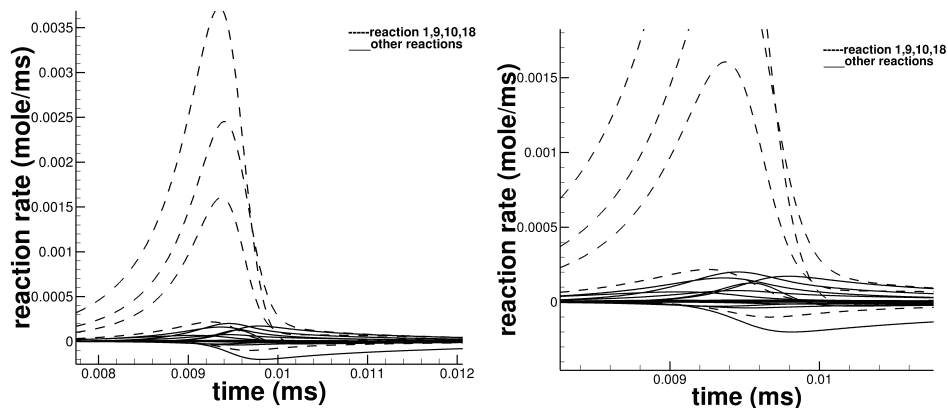 0.0035
0.003
0.0025
0.002
0.0015
0.001
0.0005
0
reaction rate (mole/ms)
-----reaction 1,9,10,18
____other reactions
0.008
0.009
0.01
0.011
0.012
time (ms)
0.0015
0.001
0.0005
0
reaction rate (mole/ms)
-----reaction 1,9,10,18
____other reactions
0.009
0.01
time (ms)